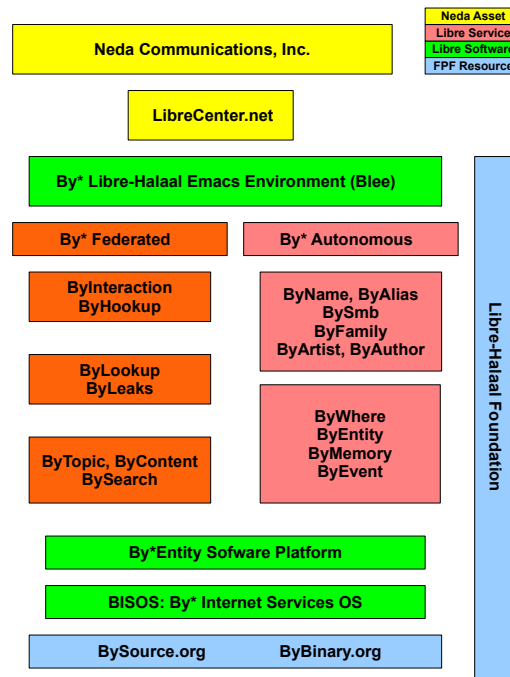 Neda Asset
Libre Service
Libre Software
FPF Resource
Neda Communications, Inc.
LibreCenter.net
By* Libre-Halaal Emacs Environment (Blee)
By* Federated
By* Autonomous
ByInteraction
ByHookup
ByName, ByAlias
BySmb
ByFamily
ByArtist, ByAuthor
ByLookup
ByLeaks
ByWhere
ByEntity
ByMemory
ByEvent
ByTopic, ByContent
BySearch
Libre-Halaal Foundation
By*Entity Sofware Platform
BISOS: By* Internet Services OS
BySource.org ByBinary.org